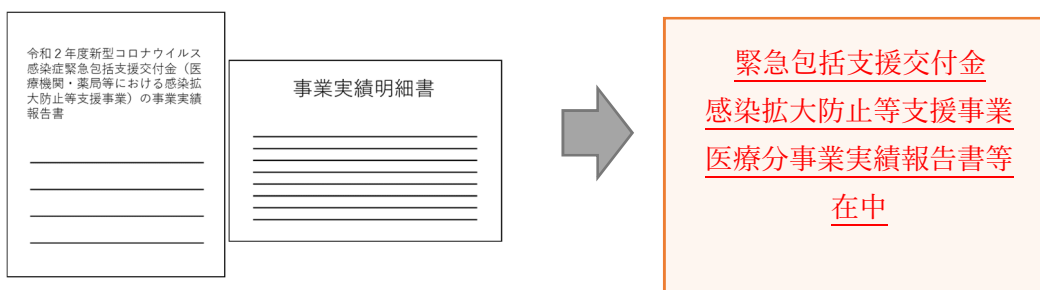 令和２年度新型コロナウイルス
感染症緊急包括支援交付金（医
療機関・薬局等における感染拡
大防止等支援事業）の事業実績
報告書
事業実績明細書
緊急包括支援交付金
感染拡大防止等支援事業
医療分事業実績報告書等
在中